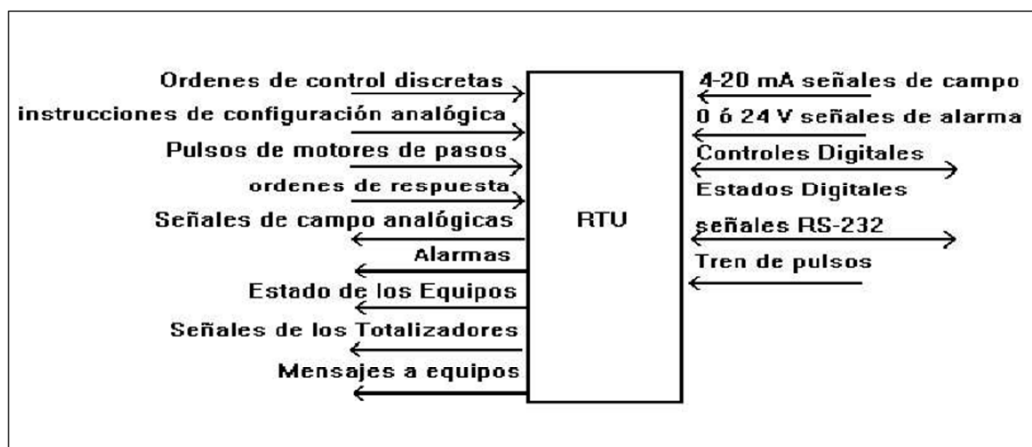 Ordenes de control discretas
instrucciones de configuración analógica
Pulsos de motores de pasos
ordenes de respuesta
Señales de campo analógicas
Alarmas
Estado de los Equipos
Señales de los Totalizadores
Mensajes a equipos
RTU
4-20 mA señales de campo
0 ó 24 V señales de alarma
Controles Digitales
Estados Digitales
señales RS-232
Tren de pulsos